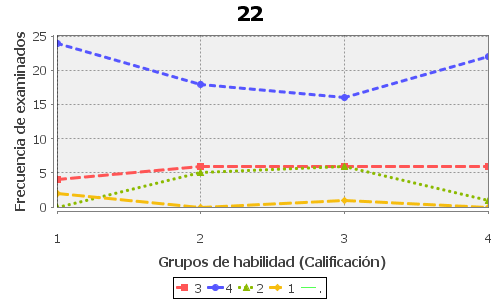 22
Frecuencia de examinados
25
20
15
10
5
0
1 2 3 4
Grupos de habilidad (Calificación)
3 4 2 1 .